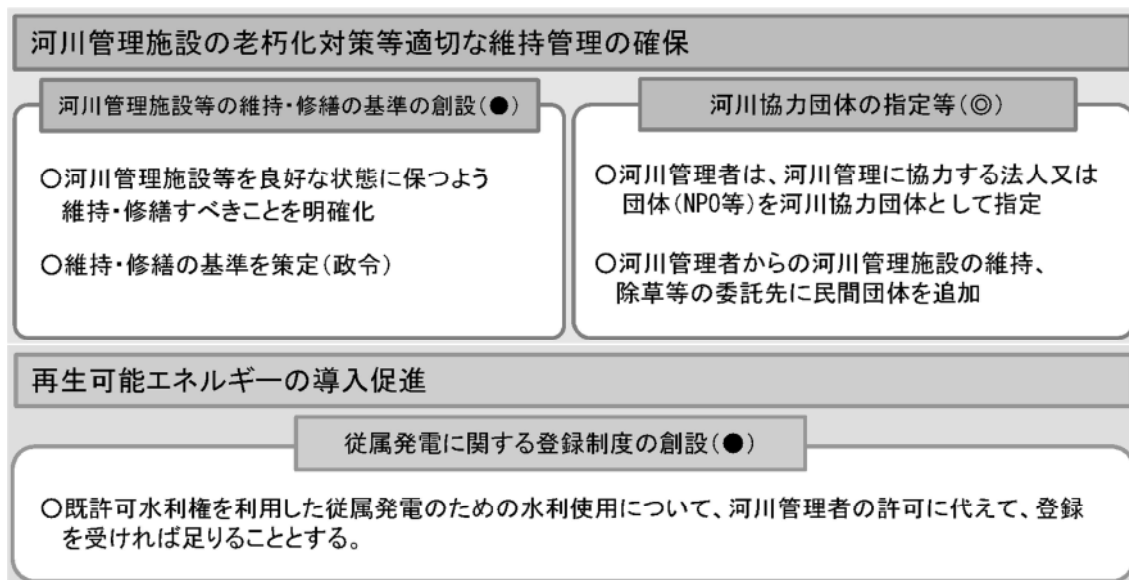 河川管理施設の老朽化対策等適切な維持管理の確保
河川管理施設等の維持・修繕の基準の創設(●)
○河川管理施設等を良好な状態に保つよう
維持・修繕すべきことを明確化
○維持・修繕の基準を策定(政令)
河川協力団体の指定等(◎)
○河川管理者は、河川管理に協力する法人又は
団体(NPO等)を河川協力団体として指定
○河川管理者からの河川管理施設の維持、
除草等の委託先に民間団体を追加
再生可能エネルギーの導入促進
従属発電に関する登録制度の創設(●)
○既許可水利権を利用した従属発電のための水利使用について、河川管理者の許可に代えて、登録
を受ければ足りることとする。